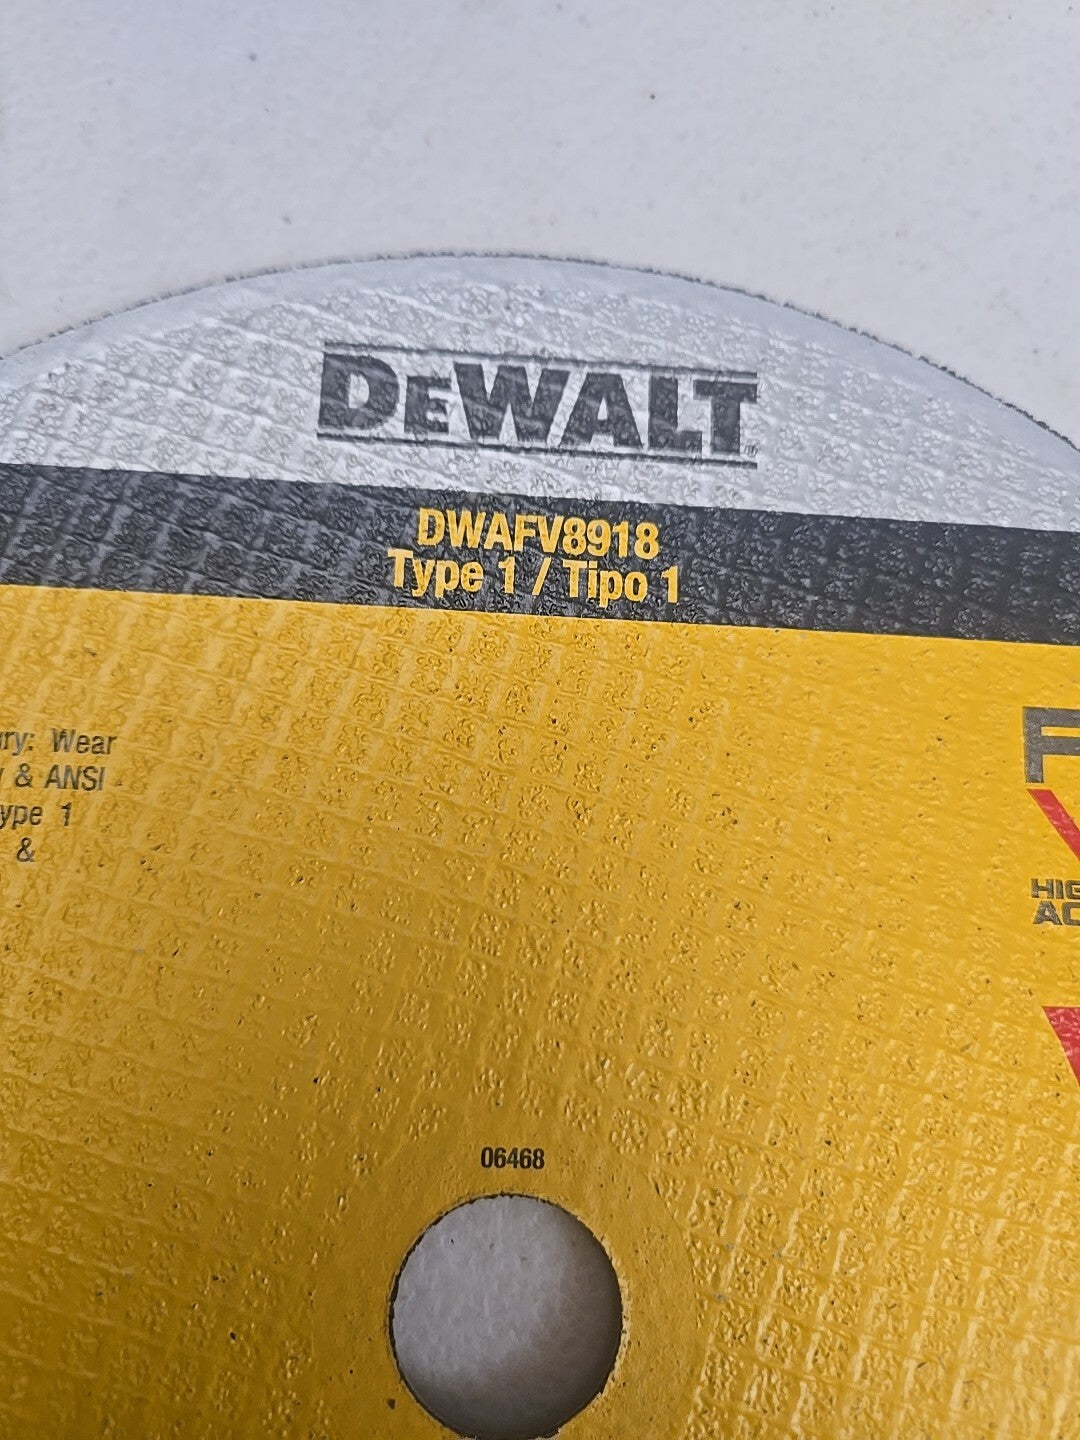 DEWALT
DWAFV8918
Type 1 / Tipo 1
Wear
& ANSI
1
&
06468